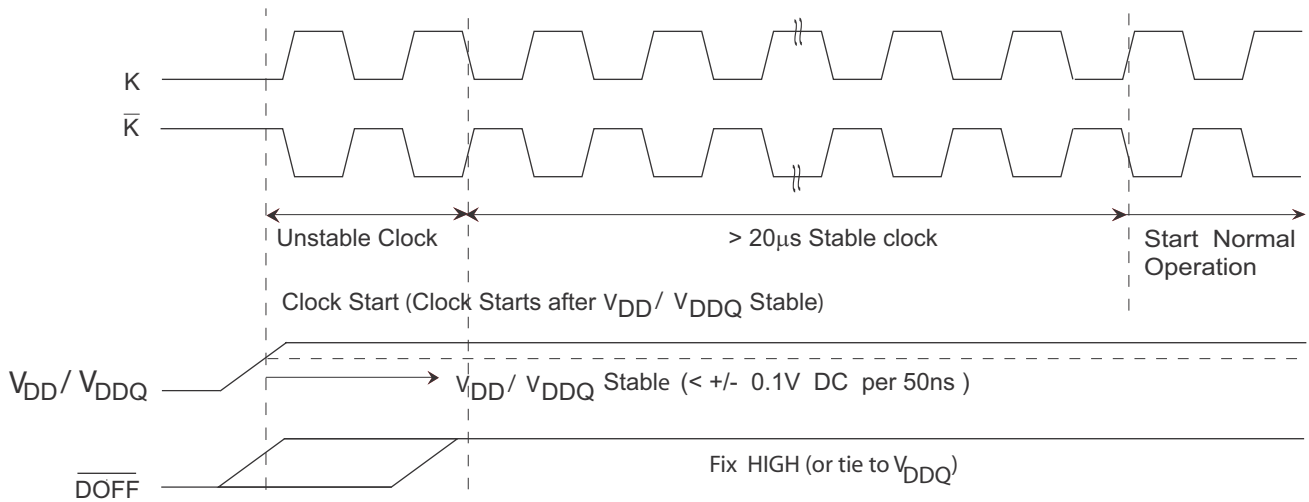 K
K̅
Unstable Clock
> 20μs Stable clock
Start Normal
Operation
Clock Start (Clock Starts after VDD / VDDQ Stable)
VDD / VDDQ
VDD / VDDQ Stable (< +/- 0.1V DC per 50ns )
Fix HIGH (or tie to VDDQ)
D̅O̅F̅F̅